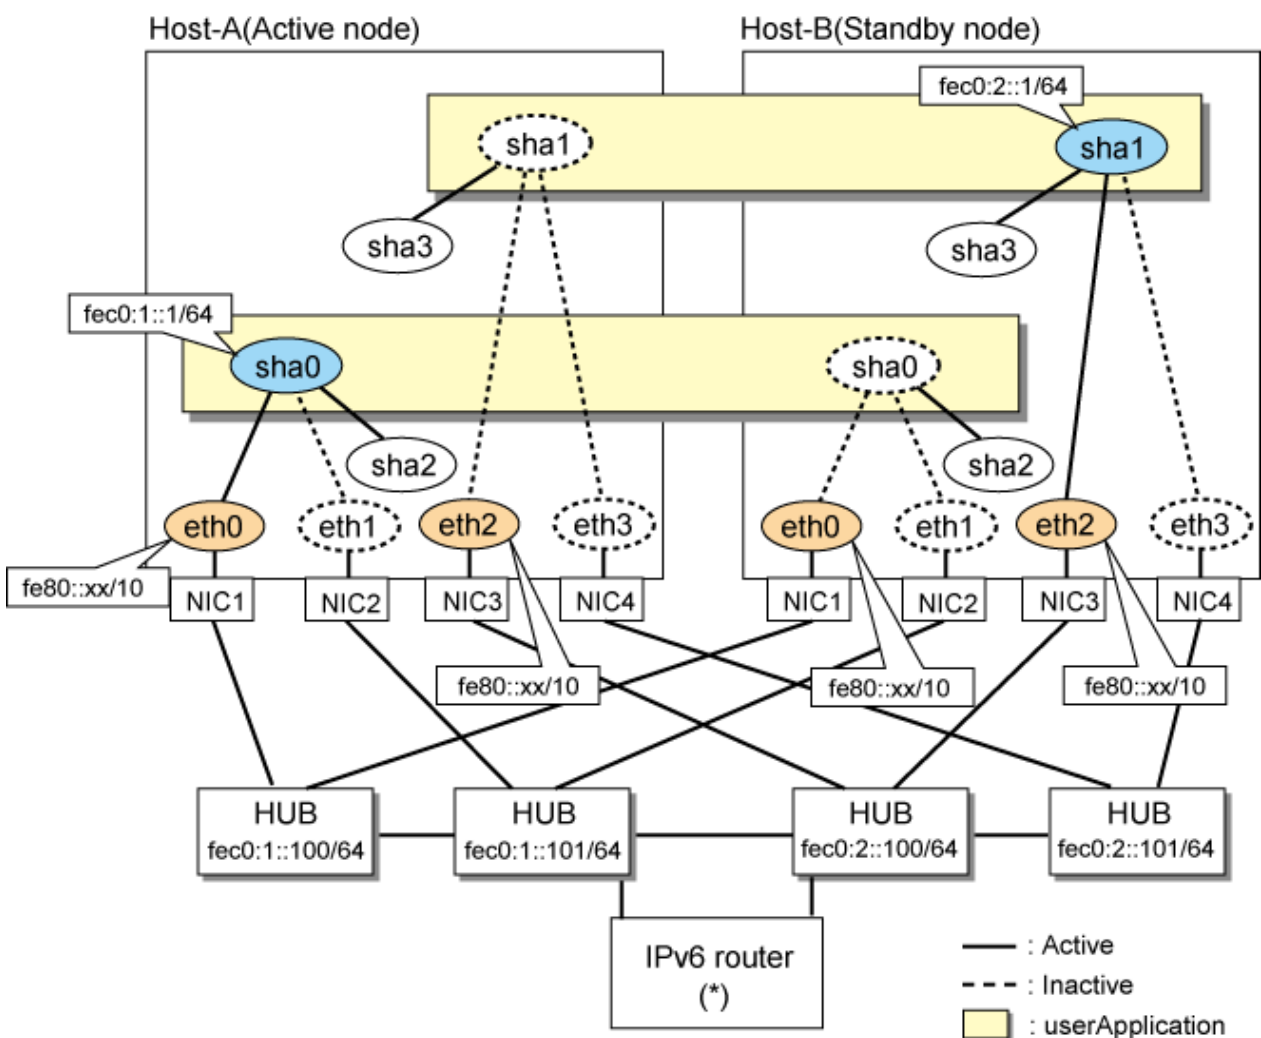 Host-A(Active node)
Host-B(Standby node)
fec0:2::1/64
sha1
sha1
sha3
sha3
fec0:1::1/64
sha0
sha0
sha2
sha2
eth0
eth1
eth2
eth3
eth0
eth1
eth2
eth3
fe80::xx/10
NIC1
NIC2
NIC3
NIC4
NIC1
NIC2
NIC3
NIC4
fe80::xx/10
fe80::xx/10
fe80::xx/10
HUB
fec0:1::100/64
HUB
fec0:1::101/64
HUB
fec0:2::100/64
HUB
fec0:2::101/64
IPv6 router
(*)
: Active
: Inactive
: userApplication